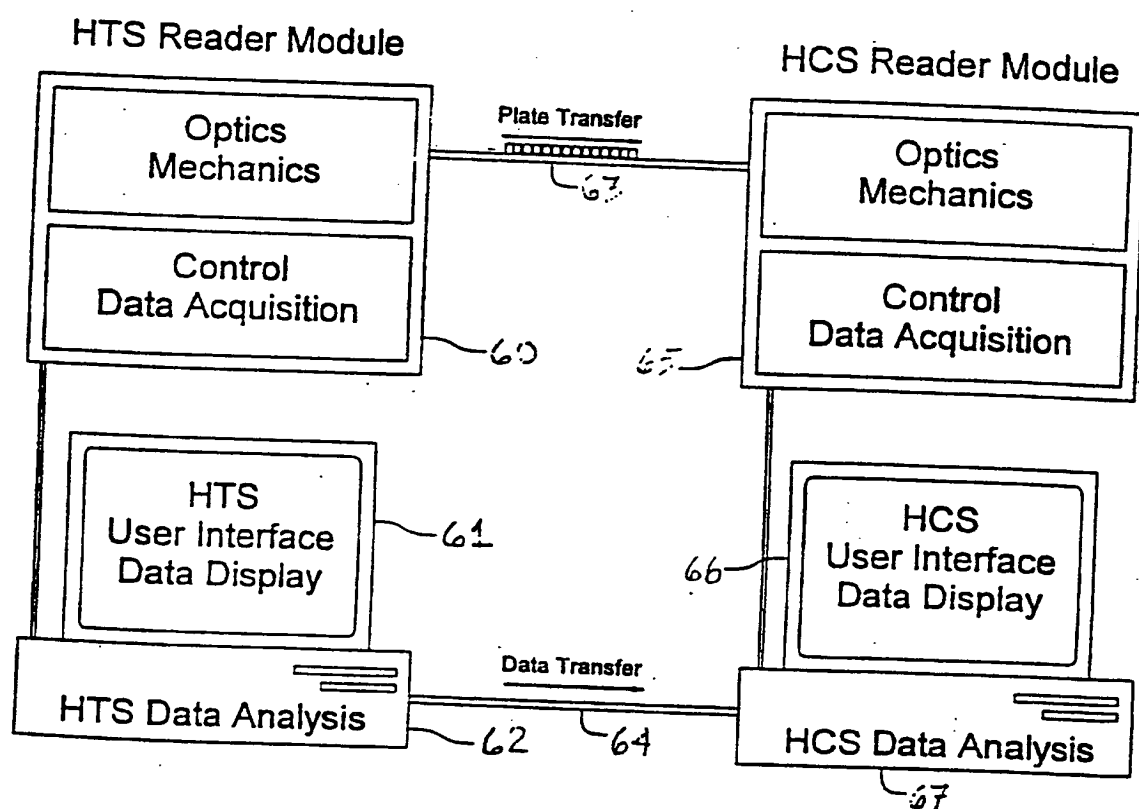 HTS Reader Module
HCS Reader Module
Optics
Mechanics
Plate Transfer
63
Optics
Mechanics
Control
Data Acquisition
60
65
Control
Data Acquisition
HTS
User Interface
Data Display
61
66
HCS
User Interface
Data Display
Data Transfer
HTS Data Analysis
62
64
HCS Data Analysis
67